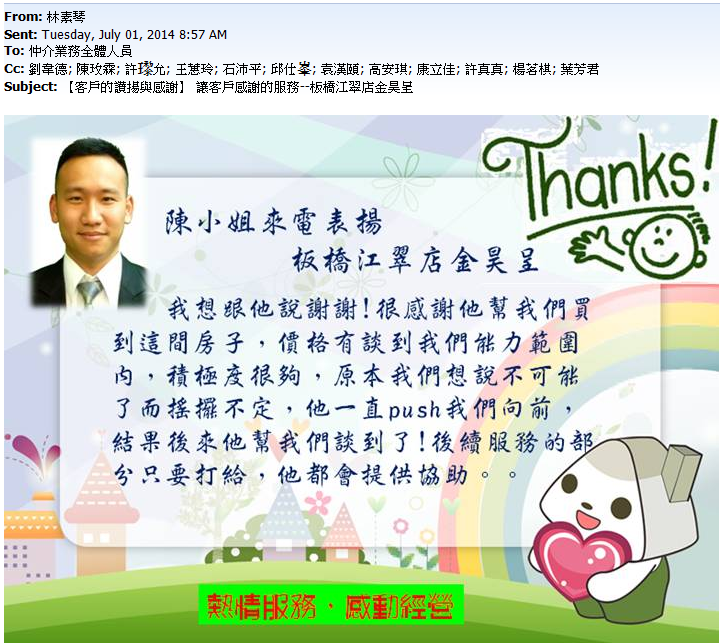 From: 林素琴
Sent: Tuesday, July 01, 2014 8:57 AM
To: 仲介業務全體人員
Cc: 劉韋德; 陳玫霖; 許瓈允; 王慧玲; 石沛平; 邱仕峯; 袁漢頤; 高安琪; 康立佳; 許真真; 楊茗棋; 葉芳君
Subject: 【客戶的讚揚與感謝】 讓客戶感謝的服務--板橋江翠店金昊呈
Thanks!
陳小姐來電表揚
板橋江翠店金昊呈
我想跟他說謝謝!很感謝他幫我們買
到這間房子，價格有談到我們能力範圍
內，積極度很夠，原本我們想說不可能
了而搖擺不定，他一直push我們向前，
結果後來他幫我們談到了!後續服務的部
分只要打給，他都會提供協助。。
熱情服務、感動經營